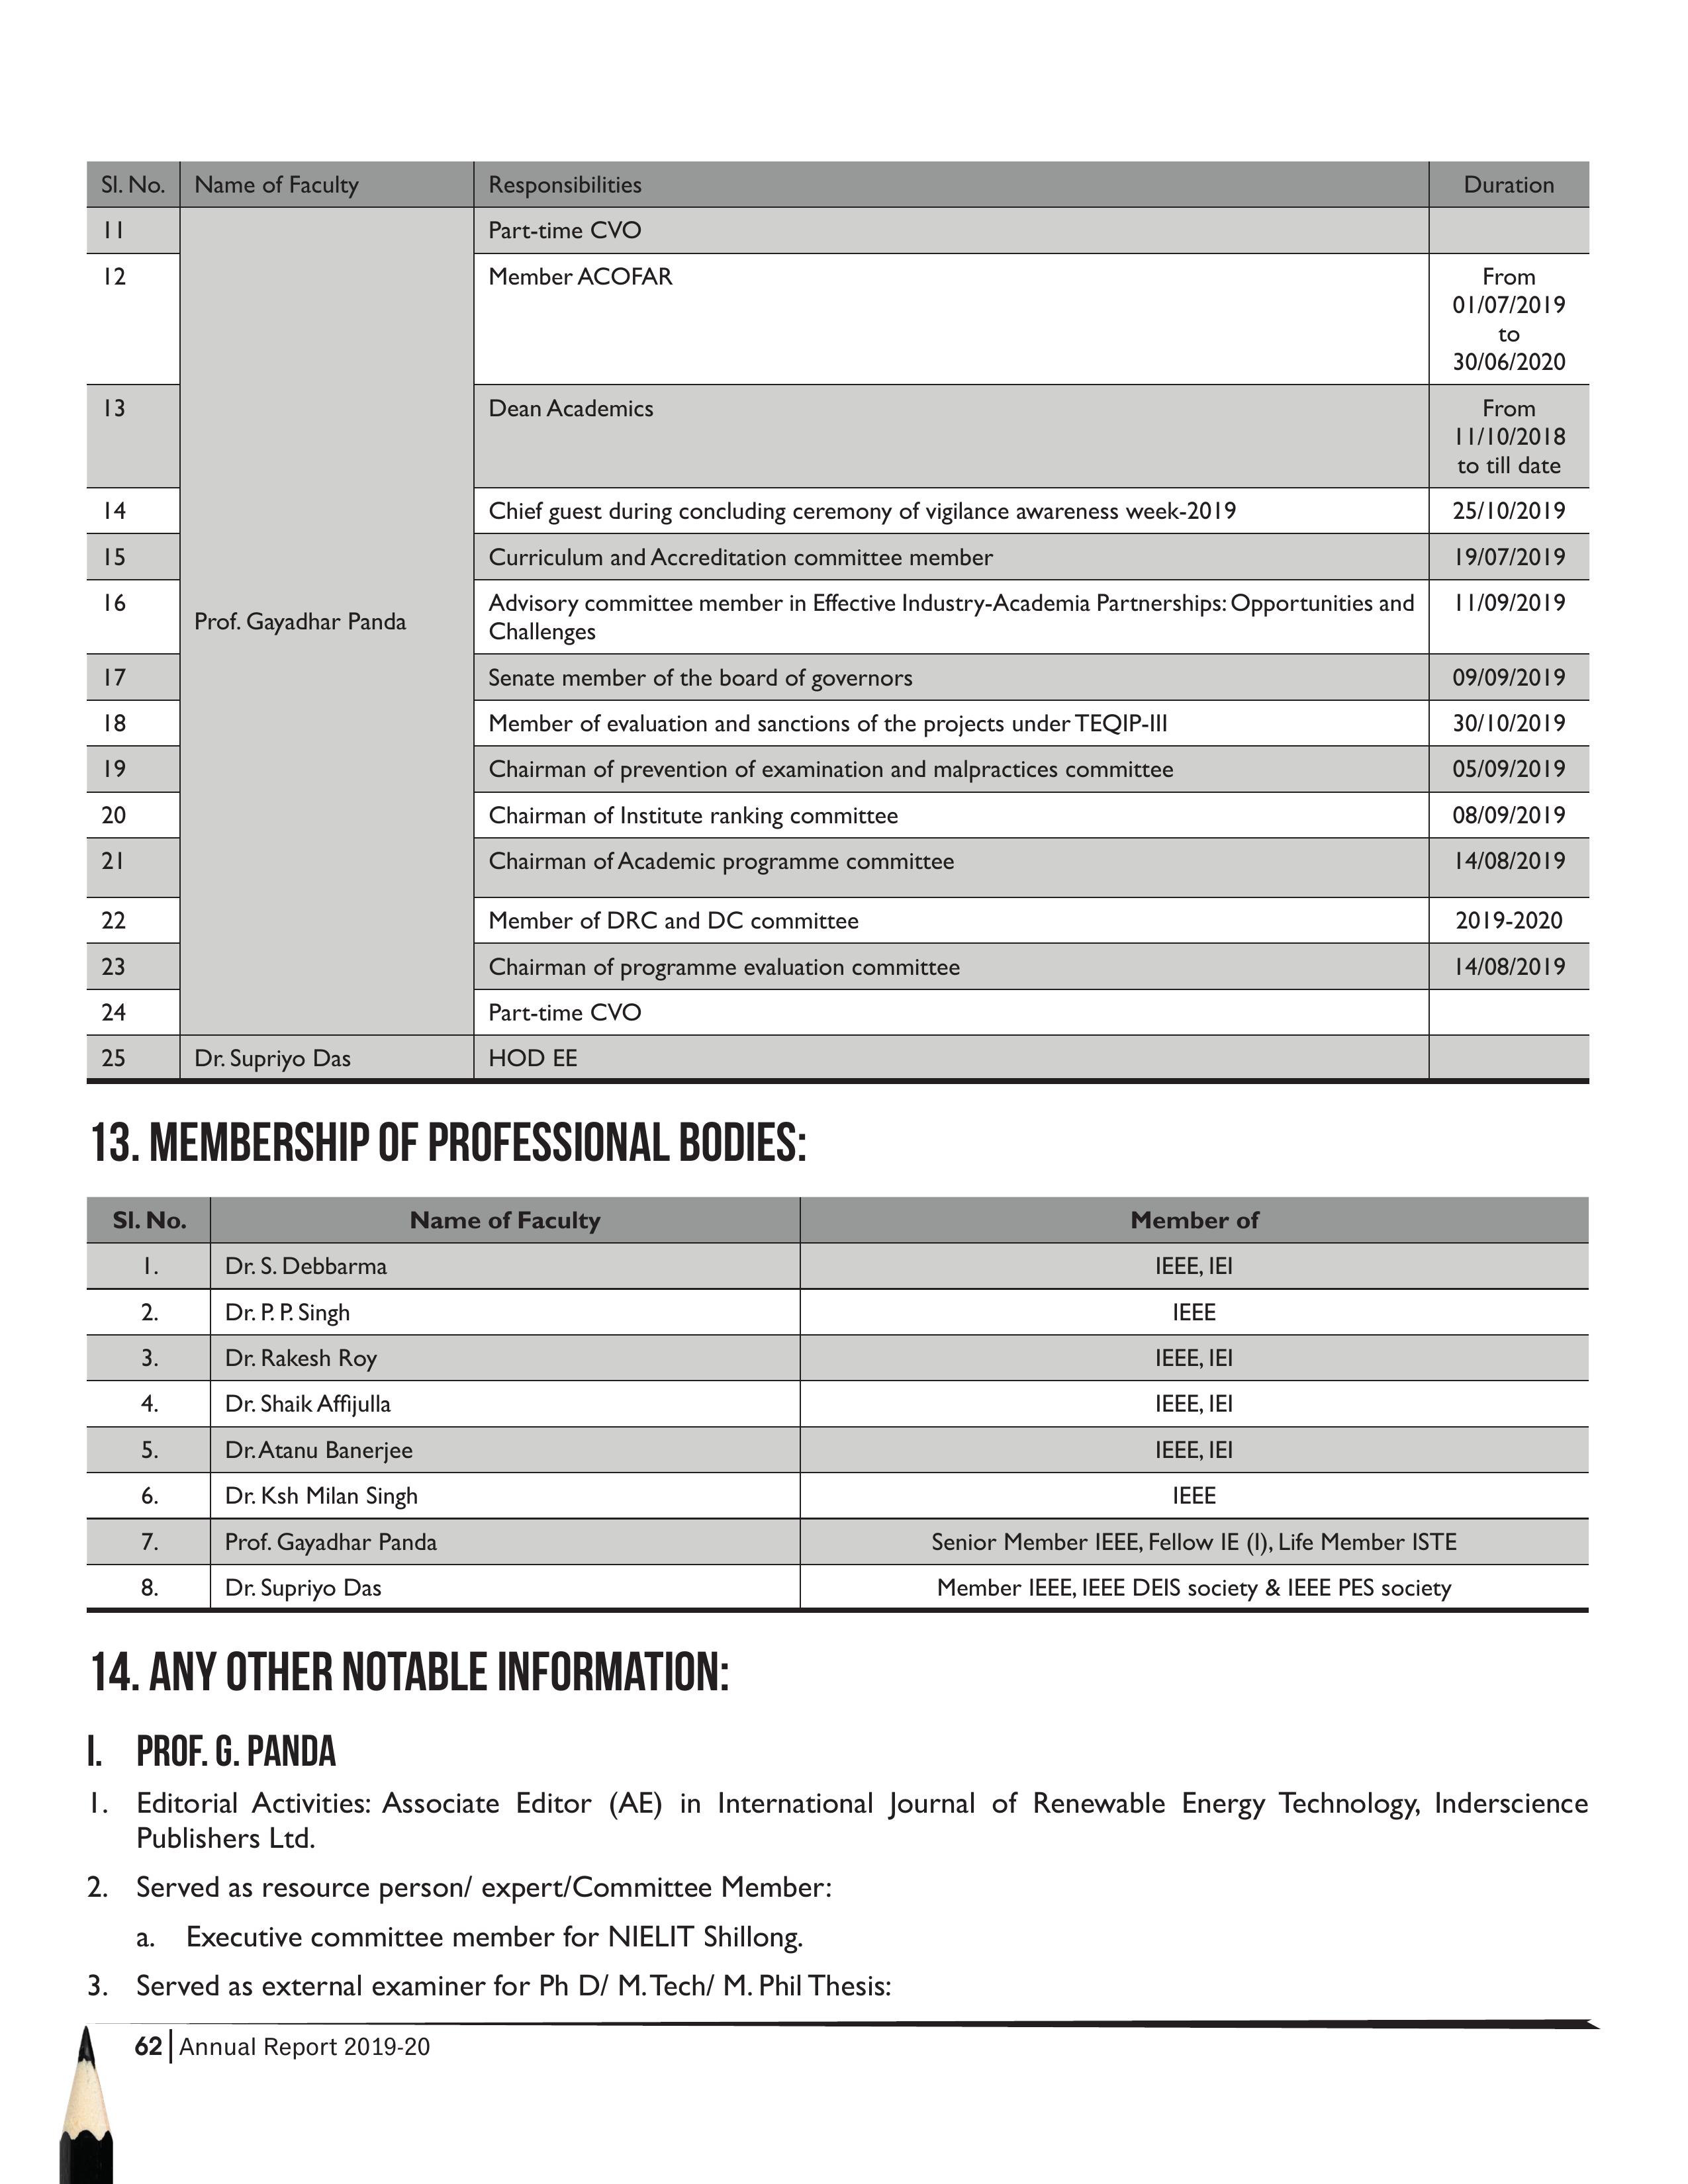 Sl. No. Name of Faculty Responsibilities Duration
11 Part-time CVO
12 Member ACOFAR From
01/07/2019
to
30/06/2020
13 Dean Academics From
11/10/2018
to till date
14 Chief guest during concluding ceremony of vigilance awareness week-2019 25/10/2019
15 Curriculum and Accreditation committee member 19/07/2019
16 Advisory committee member in Effective Industry-Academia Partnerships: Opportunities and 11/09/2019
Prof. Gayadhar Panda
Challenges
17 Senate member of the board of governors 09/09/2019
18 Member of evaluation and sanctions of the projects under TEQIP-III 30/10/2019
19 Chairman of prevention of examination and malpractices committee 05/09/2019
20 Chairman of Institute ranking committee 08/09/2019
21 Chairman of Academic programme committee 14/08/2019
22 Member of DRC and DC committee 2019-2020
23 Chairman of programme evaluation committee 14/08/2019
24 Part-time CVO
25 Dr. Supriyo Das HOD EE
13. MEMBERSHIP OF PROFESSIONAL BODIES:
Sl. No. Name of Faculty Member of
1. Dr. S. Debbarma IEEE, IEI
2. Dr. P. P. Singh IEEE
3. Dr. Rakesh Roy IEEE, IEI
4. Dr. Shaik Affijulla IEEE, IEI
5. Dr. Atanu Banerjee IEEE, IEI
6. Dr. Ksh Milan Singh IEEE
7. Prof. Gayadhar Panda Senior Member IEEE, Fellow IE (I), Life Member ISTE
8. Dr. Supriyo Das Member IEEE, IEEE DEIS society & IEEE PES society
14. ANY OTHER NOTABLE INFORMATION:
I. PROF. G. PANDA
1. Editorial Activities: Associate Editor (AE) in International Journal of Renewable Energy Technology, Inderscience
Publishers Ltd.
2. Served as resource person/ expert/Committee Member:
a. Executive committee member for NIELIT Shillong.
3. Served as external examiner for Ph D/ M. Tech/ M. Phil Thesis:
62 Annual Report 2019-20